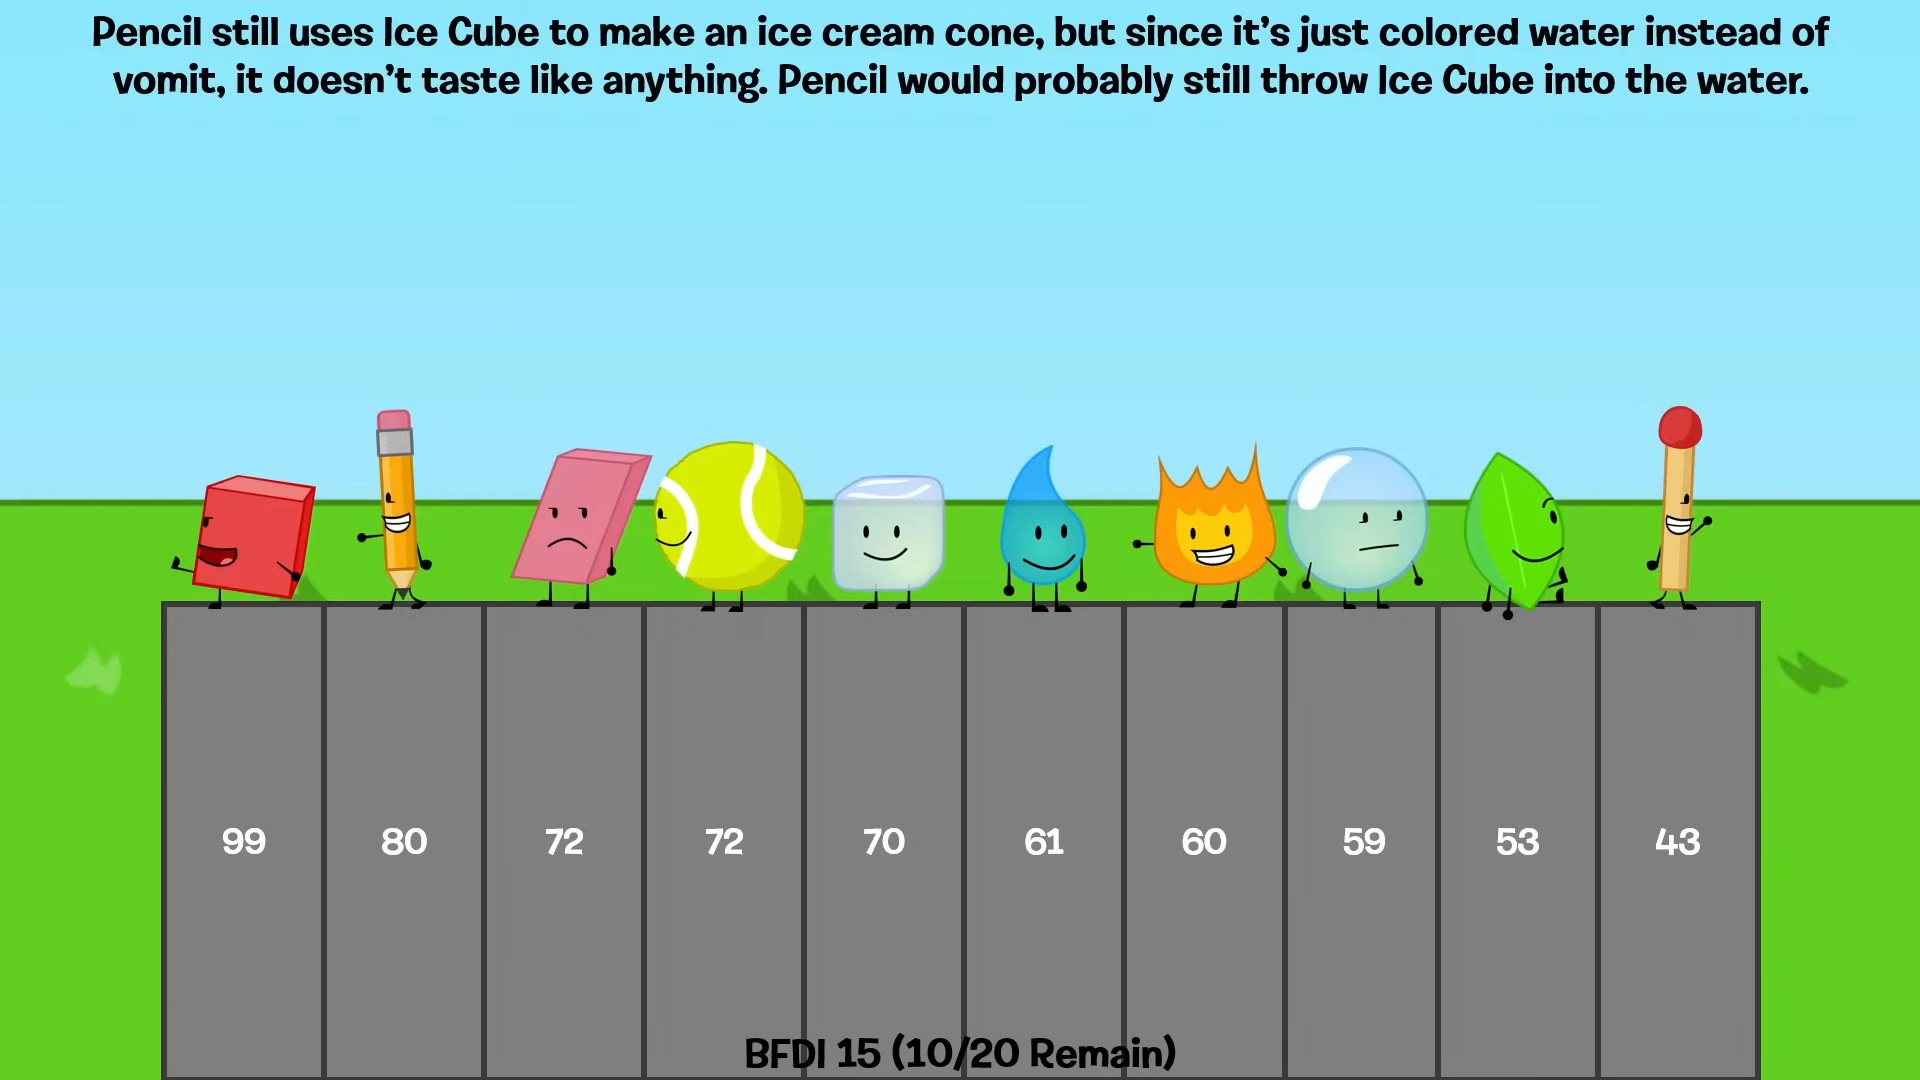 Pencil still uses Ice Cube to make an ice cream cone, but since it's just colored water instead of
vomit, it doesn't taste like anything. Pencil would probably still throw Ice Cube into the water.
99 80 72 72 70 61 60 59 53 43
BFDI 15 (10/20 Remain)